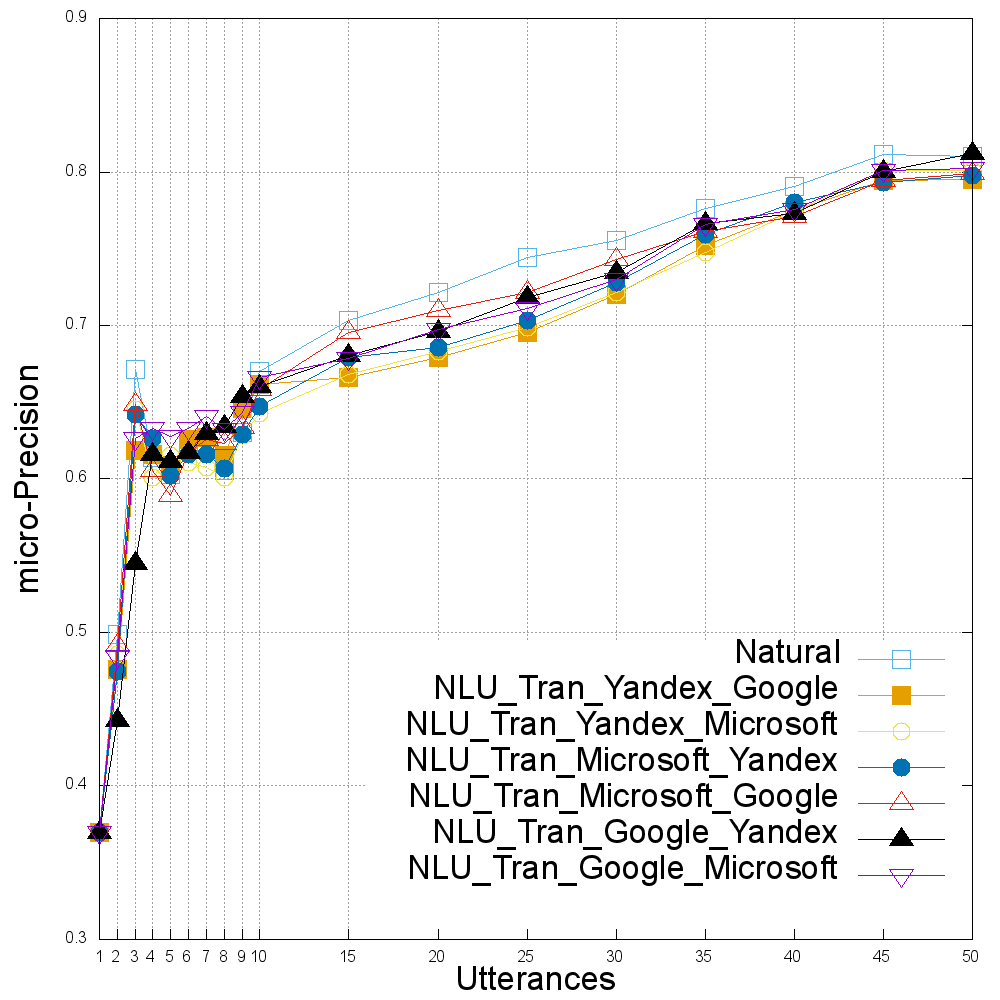 0.9
0.8
0.7
0.6
0.5
0.4
0.3
micro-Precision
Natural
NLU_Tran_Yandex_Google
NLU_Tran_Yandex_Microsoft
NLU_Tran_Microsoft_Yandex
NLU_Tran_Microsoft_Google
NLU_Tran_Google_Yandex
NLU_Tran_Google_Microsoft
1 2 3 4 5 6 7 8 9 10 15 20 25 30 35 40 45 50
Utterances